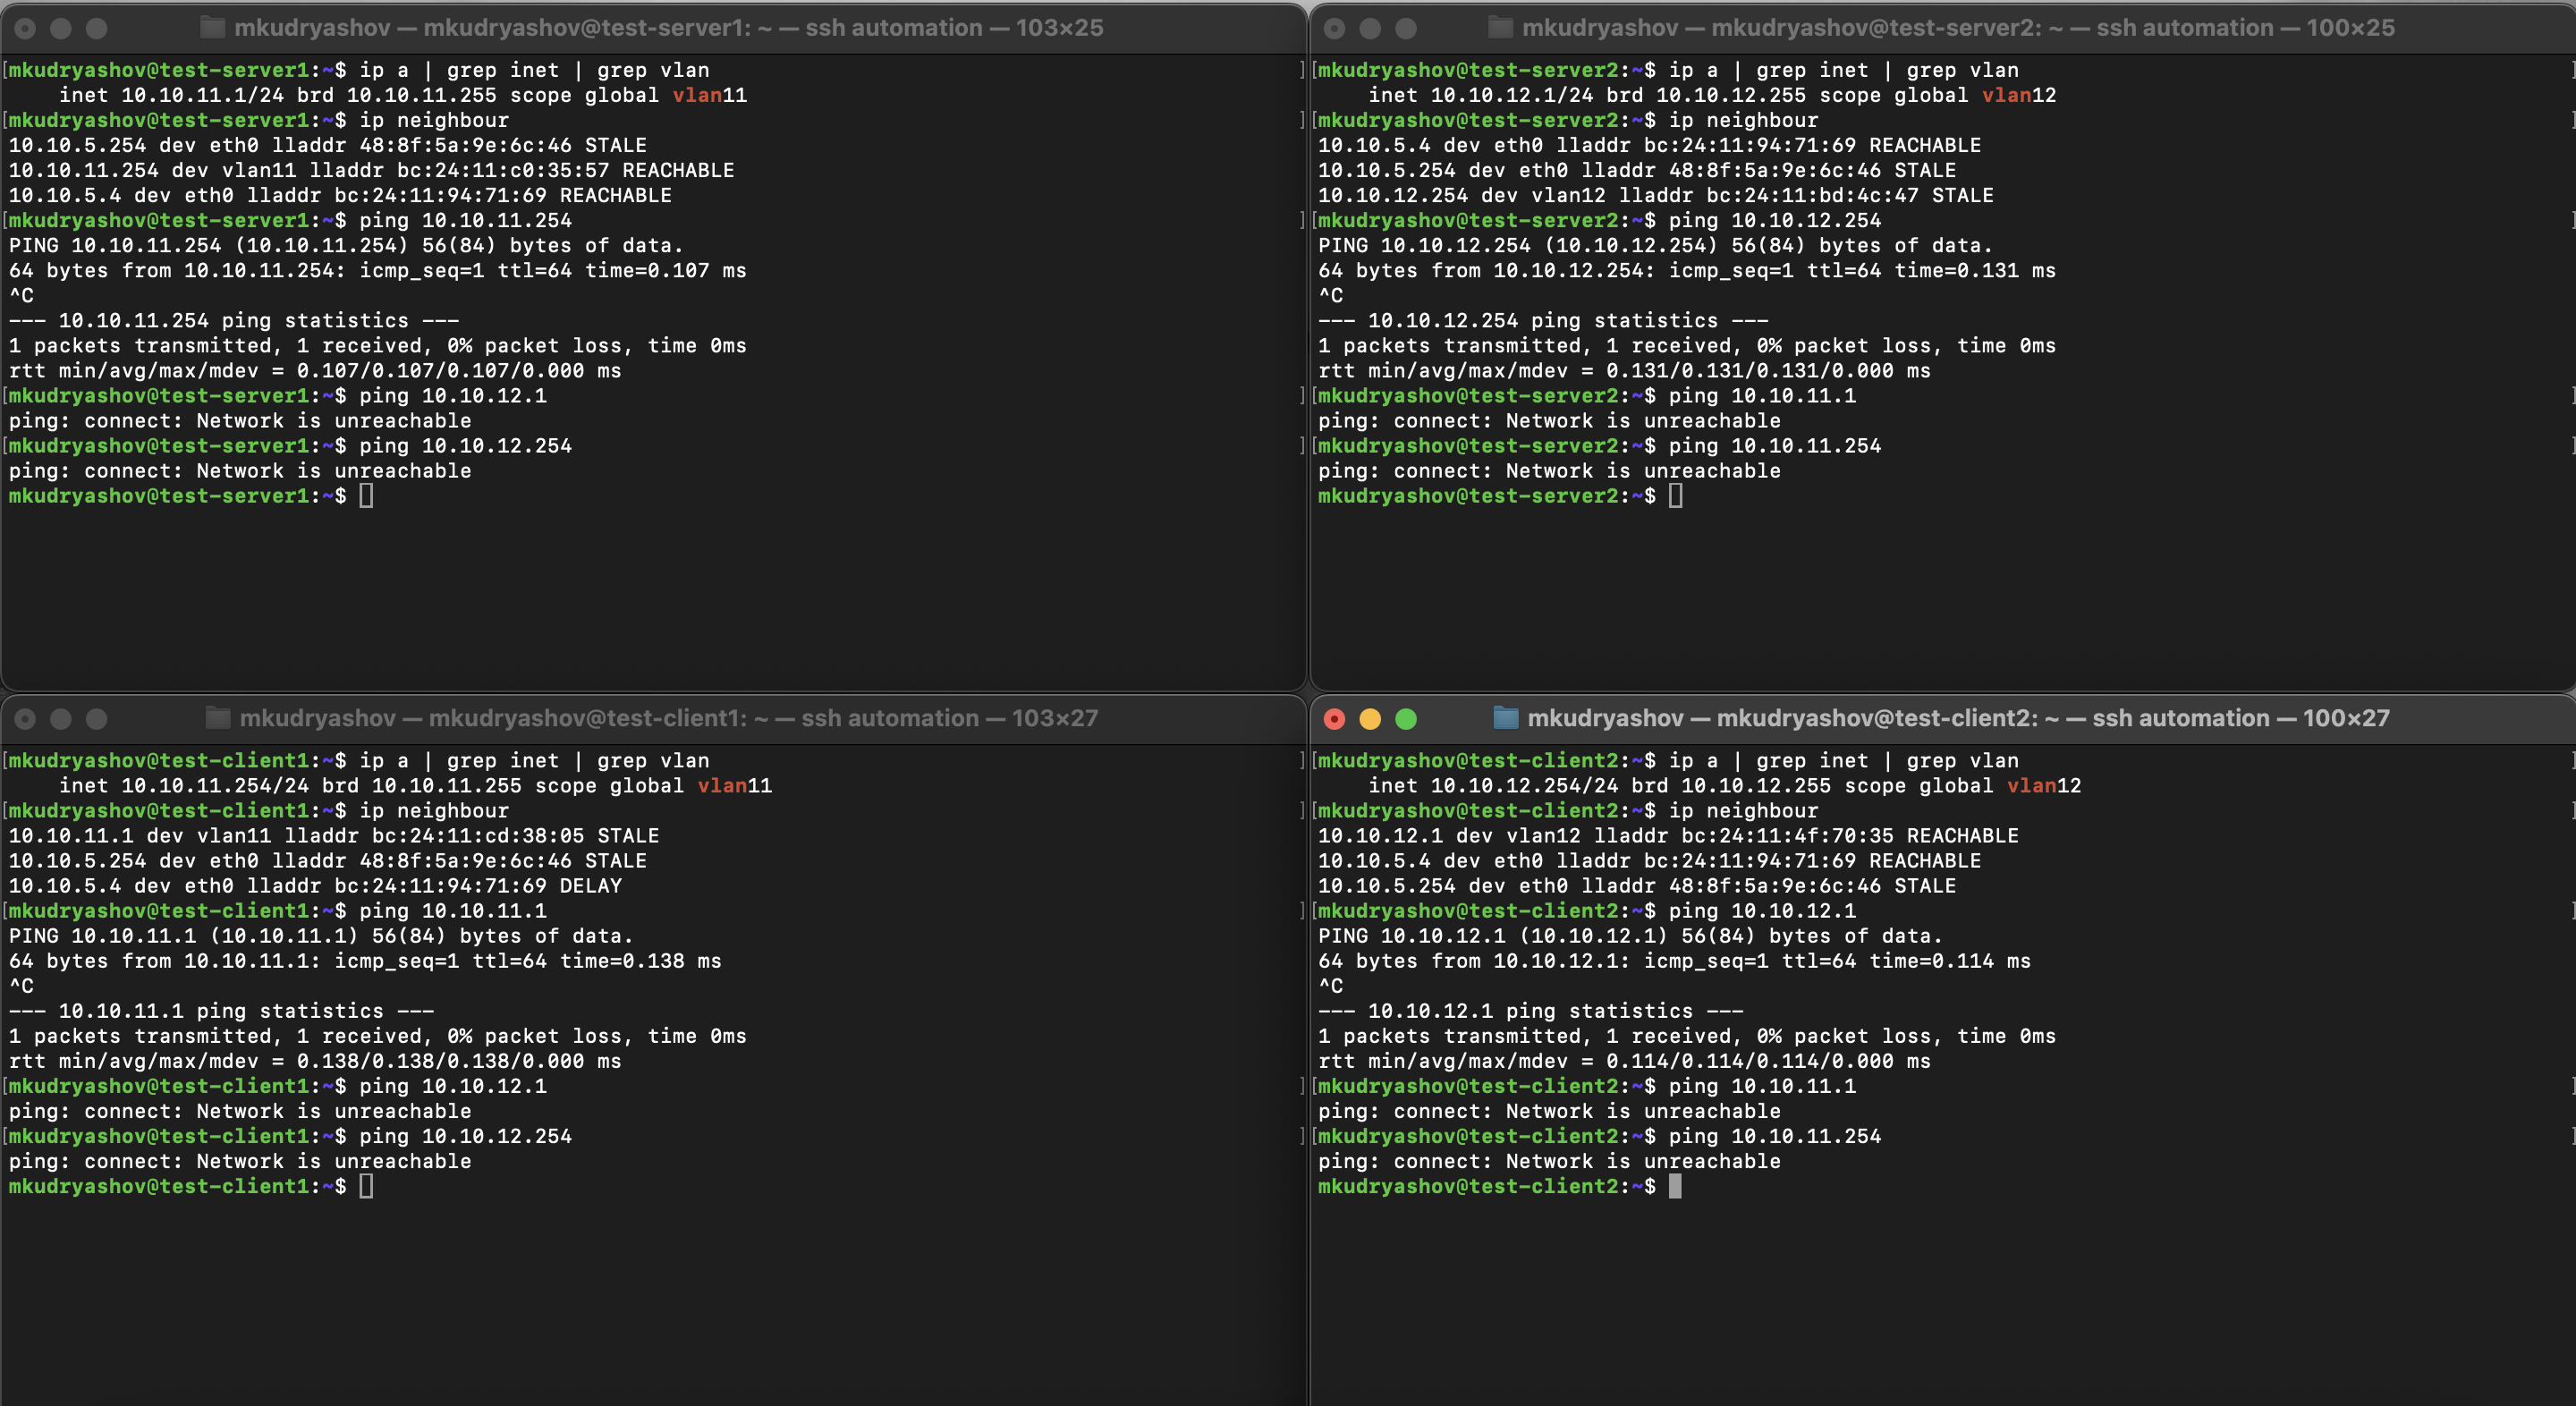 mkudryashov — mkudryashov@test-server1: ~ — ssh automation — 103×25
[mkudryashov@test-server1:~$ ip a | grep inet | grep vlan ]
    inet 10.10.11.1/24 brd 10.10.11.255 scope global vlan11
[mkudryashov@test-server1:~$ ip neighbour ]
10.10.5.254 dev eth0 lladdr 48:8f:5a:9e:6c:46 STALE
10.10.11.254 dev vlan11 lladdr bc:24:11:c0:35:57 REACHABLE
10.10.5.4 dev eth0 lladdr bc:24:11:94:71:69 REACHABLE
[mkudryashov@test-server1:~$ ping 10.10.11.254 ]
PING 10.10.11.254 (10.10.11.254) 56(84) bytes of data.
64 bytes from 10.10.11.254: icmp_seq=1 ttl=64 time=0.107 ms
^C
--- 10.10.11.254 ping statistics ---
1 packets transmitted, 1 received, 0% packet loss, time 0ms
rtt min/avg/max/mdev = 0.107/0.107/0.107/0.000 ms
[mkudryashov@test-server1:~$ ping 10.10.12.1 ]
ping: connect: Network is unreachable
[mkudryashov@test-server1:~$ ping 10.10.12.254 ]
ping: connect: Network is unreachable
mkudryashov@test-server1:~$
mkudryashov — mkudryashov@test-server2: ~ — ssh automation — 100×25
[mkudryashov@test-server2:~$ ip a | grep inet | grep vlan ]
    inet 10.10.12.1/24 brd 10.10.12.255 scope global vlan12
[mkudryashov@test-server2:~$ ip neighbour ]
10.10.5.4 dev eth0 lladdr bc:24:11:94:71:69 REACHABLE
10.10.5.254 dev eth0 lladdr 48:8f:5a:9e:6c:46 STALE
10.10.12.254 dev vlan12 lladdr bc:24:11:bd:4c:47 STALE
[mkudryashov@test-server2:~$ ping 10.10.12.254 ]
PING 10.10.12.254 (10.10.12.254) 56(84) bytes of data.
64 bytes from 10.10.12.254: icmp_seq=1 ttl=64 time=0.131 ms
^C
--- 10.10.12.254 ping statistics ---
1 packets transmitted, 1 received, 0% packet loss, time 0ms
rtt min/avg/max/mdev = 0.131/0.131/0.131/0.000 ms
[mkudryashov@test-server2:~$ ping 10.10.11.1 ]
ping: connect: Network is unreachable
[mkudryashov@test-server2:~$ ping 10.10.11.254 ]
ping: connect: Network is unreachable
mkudryashov@test-server2:~$
mkudryashov — mkudryashov@test-client1: ~ — ssh automation — 103×27
[mkudryashov@test-client1:~$ ip a | grep inet | grep vlan ]
    inet 10.10.11.254/24 brd 10.10.11.255 scope global vlan11
[mkudryashov@test-client1:~$ ip neighbour ]
10.10.11.1 dev vlan11 lladdr bc:24:11:cd:38:05 STALE
10.10.5.254 dev eth0 lladdr 48:8f:5a:9e:6c:46 STALE
10.10.5.4 dev eth0 lladdr bc:24:11:94:71:69 DELAY
[mkudryashov@test-client1:~$ ping 10.10.11.1 ]
PING 10.10.11.1 (10.10.11.1) 56(84) bytes of data.
64 bytes from 10.10.11.1: icmp_seq=1 ttl=64 time=0.138 ms
^C
--- 10.10.11.1 ping statistics ---
1 packets transmitted, 1 received, 0% packet loss, time 0ms
rtt min/avg/max/mdev = 0.138/0.138/0.138/0.000 ms
[mkudryashov@test-client1:~$ ping 10.10.12.1 ]
ping: connect: Network is unreachable
[mkudryashov@test-client1:~$ ping 10.10.12.254 ]
ping: connect: Network is unreachable
mkudryashov@test-client1:~$
mkudryashov — mkudryashov@test-client2: ~ — ssh automation — 100×27
[mkudryashov@test-client2:~$ ip a | grep inet | grep vlan ]
    inet 10.10.12.254/24 brd 10.10.12.255 scope global vlan12
[mkudryashov@test-client2:~$ ip neighbour ]
10.10.12.1 dev vlan12 lladdr bc:24:11:4f:70:35 REACHABLE
10.10.5.4 dev eth0 lladdr bc:24:11:94:71:69 REACHABLE
10.10.5.254 dev eth0 lladdr 48:8f:5a:9e:6c:46 STALE
[mkudryashov@test-client2:~$ ping 10.10.12.1 ]
PING 10.10.12.1 (10.10.12.1) 56(84) bytes of data.
64 bytes from 10.10.12.1: icmp_seq=1 ttl=64 time=0.114 ms
^C
--- 10.10.12.1 ping statistics ---
1 packets transmitted, 1 received, 0% packet loss, time 0ms
rtt min/avg/max/mdev = 0.114/0.114/0.114/0.000 ms
[mkudryashov@test-client2:~$ ping 10.10.11.1 ]
ping: connect: Network is unreachable
[mkudryashov@test-client2:~$ ping 10.10.11.254 ]
ping: connect: Network is unreachable
mkudryashov@test-client2:~$